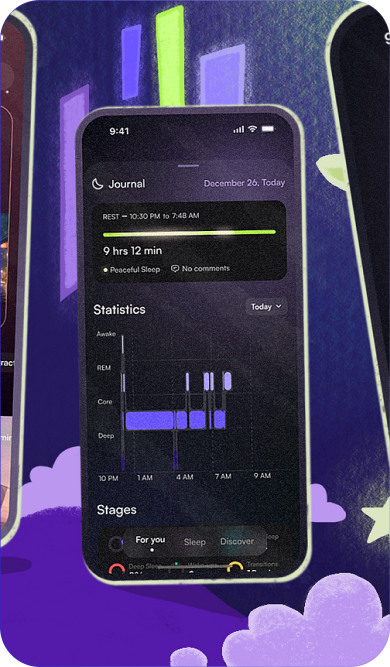 9:41
Journal
December 26, Today
REST – 10:30 PM to 7:48 AM
9 hrs 12 min
Peaceful Sleep
No comments
Statistics
Today
Awake
REM
Core
Deep
10 PM
1 AM
4 AM
7 AM
9 AM
Stages
For you
Sleep
Discover
Deep Sleep